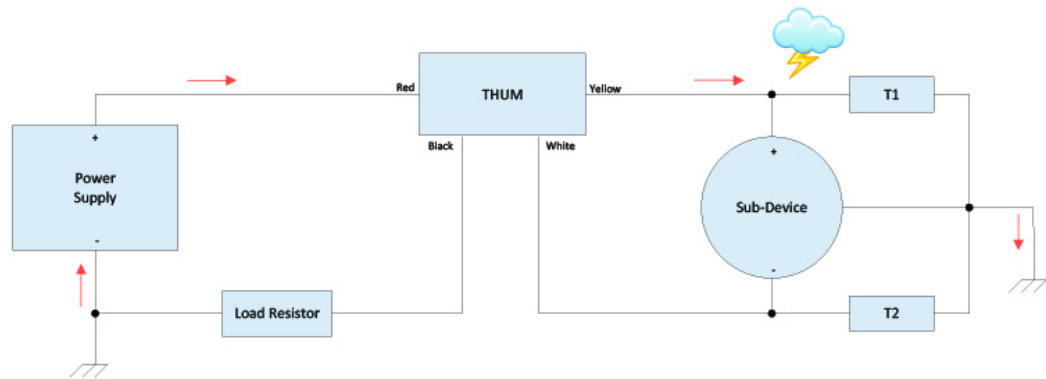 Red
THUM
Yellow
T1
Black
White
+
+
Power
Supply
Sub-Device
-
-
Load Resistor
T2